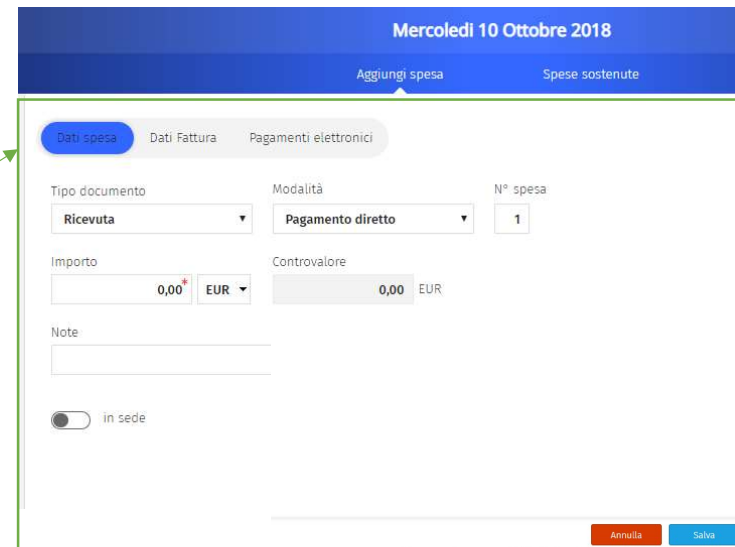 Mercoledi 10 Ottobre 2018
Aggiungi spesa Spese sostenute
Dati spesa Dati Fattura Pagamenti elettronici
Tipo documento Modalità N° spesa
Ricevuta Pagamento diretto 1
Importo Controvalore
0,00* EUR 0,00 EUR
Note
in sede
Annulla Salva